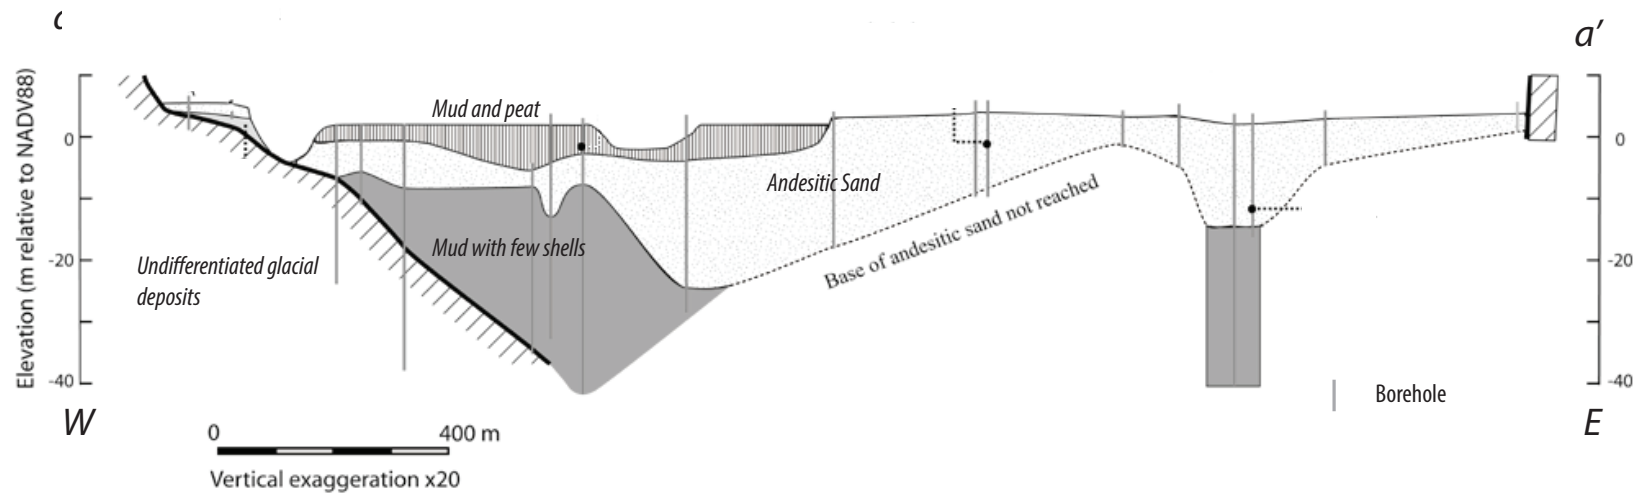 a'
Elevation (m relative to NADV88)
0
-20
-40
Mud and peat
Andesitic Sand
Mud with few shells
Undifferentiated glacial
deposits
Base of andesitic sand not reached
0
-20
-40
Borehole
W
E
0 400 m
Vertical exaggeration x20